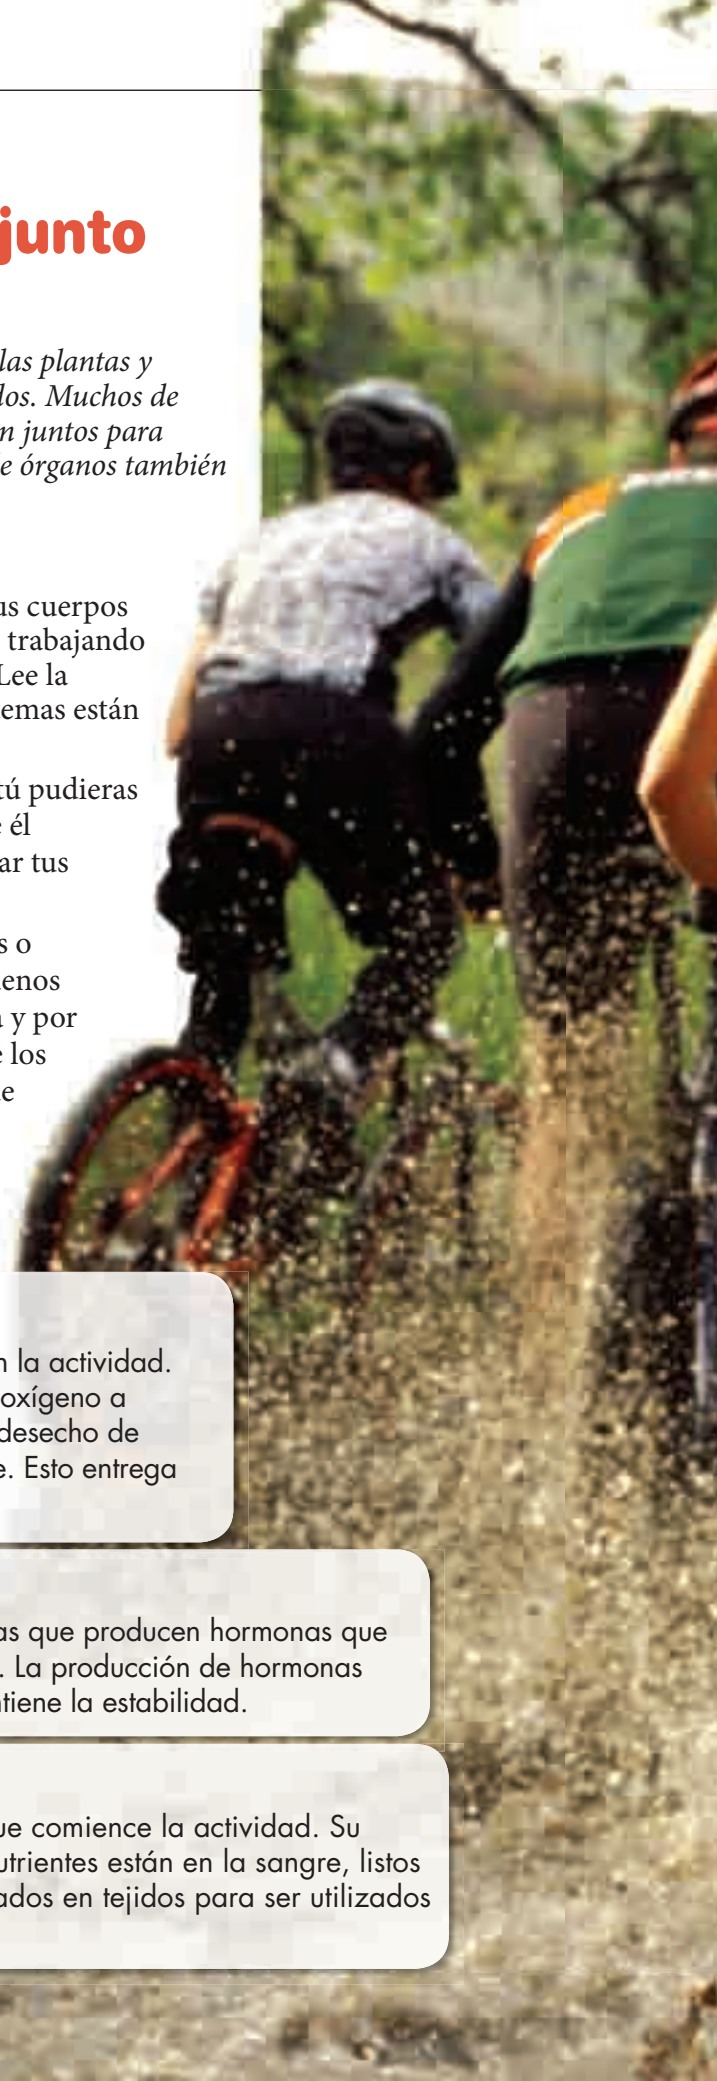 junto
las plantas y
los. Muchos de
n juntos para
e órganos también
us cuerpos
trabajando
Lee la
temas están
tú pudieras
e él
ar tus
s o
enos
a y por
e los
e
n la actividad.
oxígeno a
desecho de
e. Esto entrega
as que producen hormonas que
. La producción de hormonas
ntiene la estabilidad.
ue comience la actividad. Su
utrientes están en la sangre, listos
ados en tejidos para ser utilizados